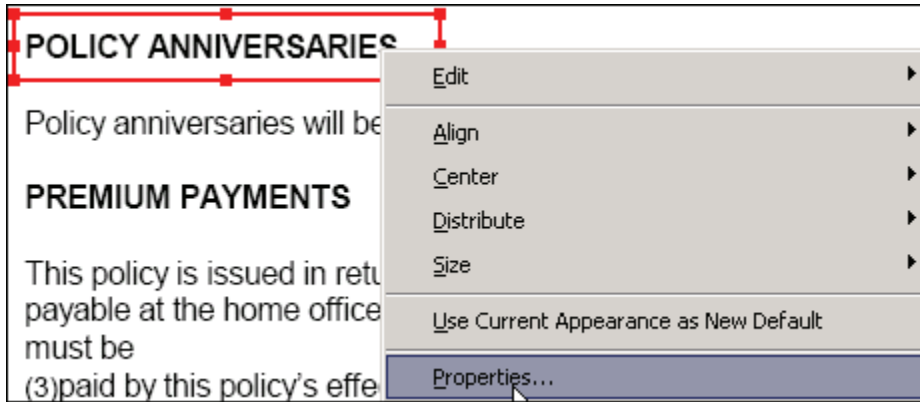 POLICY ANNIVERSARIES
Policy anniversaries will be
PREMIUM PAYMENTS
This policy is issued in retu
payable at the home office
must be
(3)paid by this policy's effe
Edit
Align
Center
Distribute
Size
Use Current Appearance as New Default
Properties...